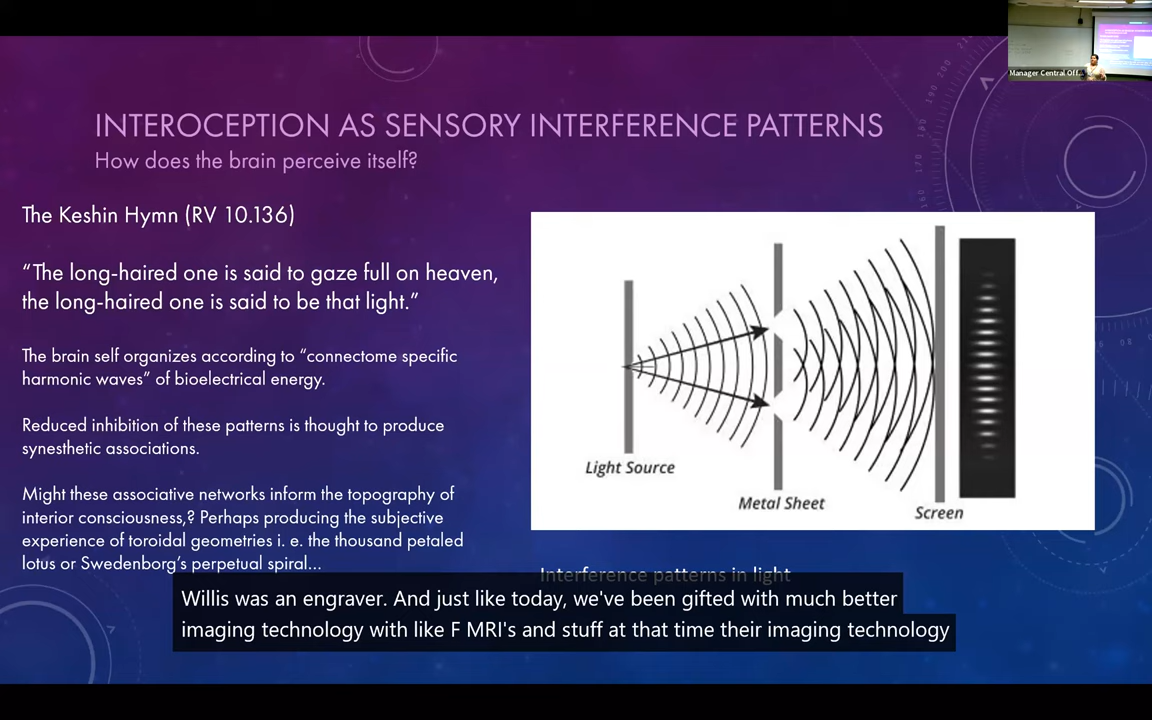 Manager Central Off...
INTEROCEPTION AS SENSORY INTERFERENCE PATTERNS
How does the brain perceive itself?
The Keshin Hymn (RV 10.136)
“The long-haired one is said to gaze full on heaven,
the long-haired one is said to be that light.”
The brain self organizes according to “connectome specific
harmonic waves” of bioelectrical energy.
Reduced inhibition of these patterns is thought to produce
synesthetic associations.
Might these associative networks inform the topography of
interior consciousness,? Perhaps producing the subjective
experience of toroidal geometries i. e. the thousand petaled
lotus or Swedenborg’s perpetual spiral...
Light Source
Metal Sheet
Screen
Interference patterns in light
Willis was an engraver. And just like today, we've been gifted with much better
imaging technology with like F MRI's and stuff at that time their imaging technology